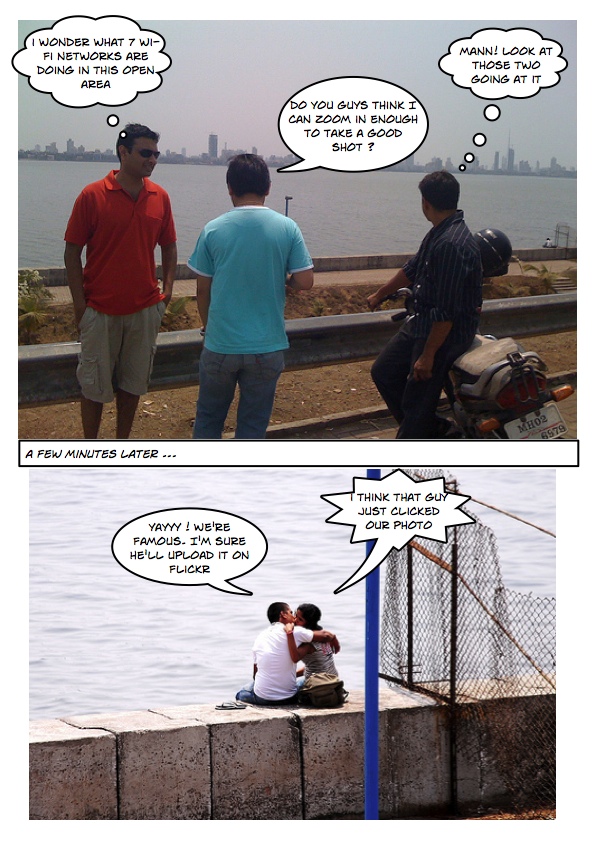 I WONDER WHAT 7 WI-
FI NETWORKS ARE
DOING IN THIS OPEN
AREA
DO YOU GUYS THINK I
CAN ZOOM IN ENOUGH
TO TAKE A GOOD
SHOT ?
MANN! LOOK AT
THOSE TWO
GOING AT IT
MH02
6579
A FEW MINUTES LATER ...
YAYYY ! WE'RE
FAMOUS. I'M SURE
HE'LL UPLOAD IT ON
FLICKR
I THINK THAT GUY
JUST CLICKED
OUR PHOTO